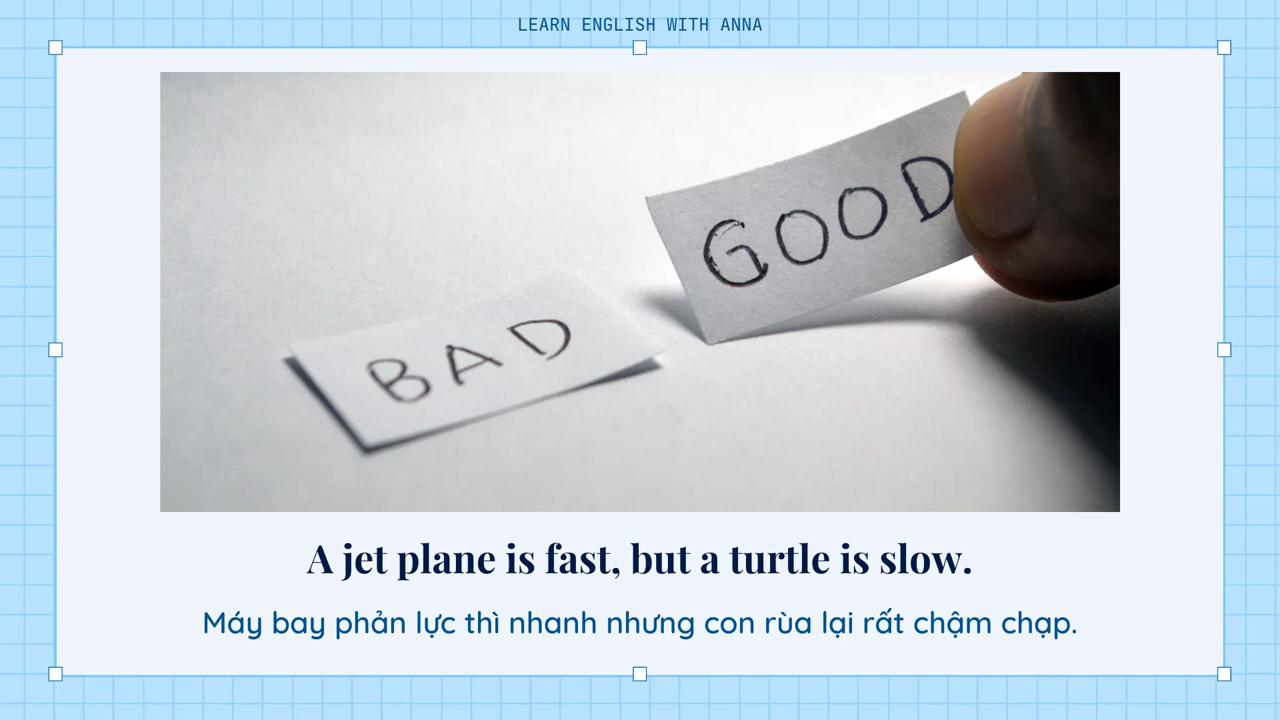 LEARN ENGLISH WITH ANNA
GOOD
BAD
A jet plane is fast, but a turtle is slow.
Máy bay phản lực thì nhanh nhưng con rùa lại rất chậm chạp.